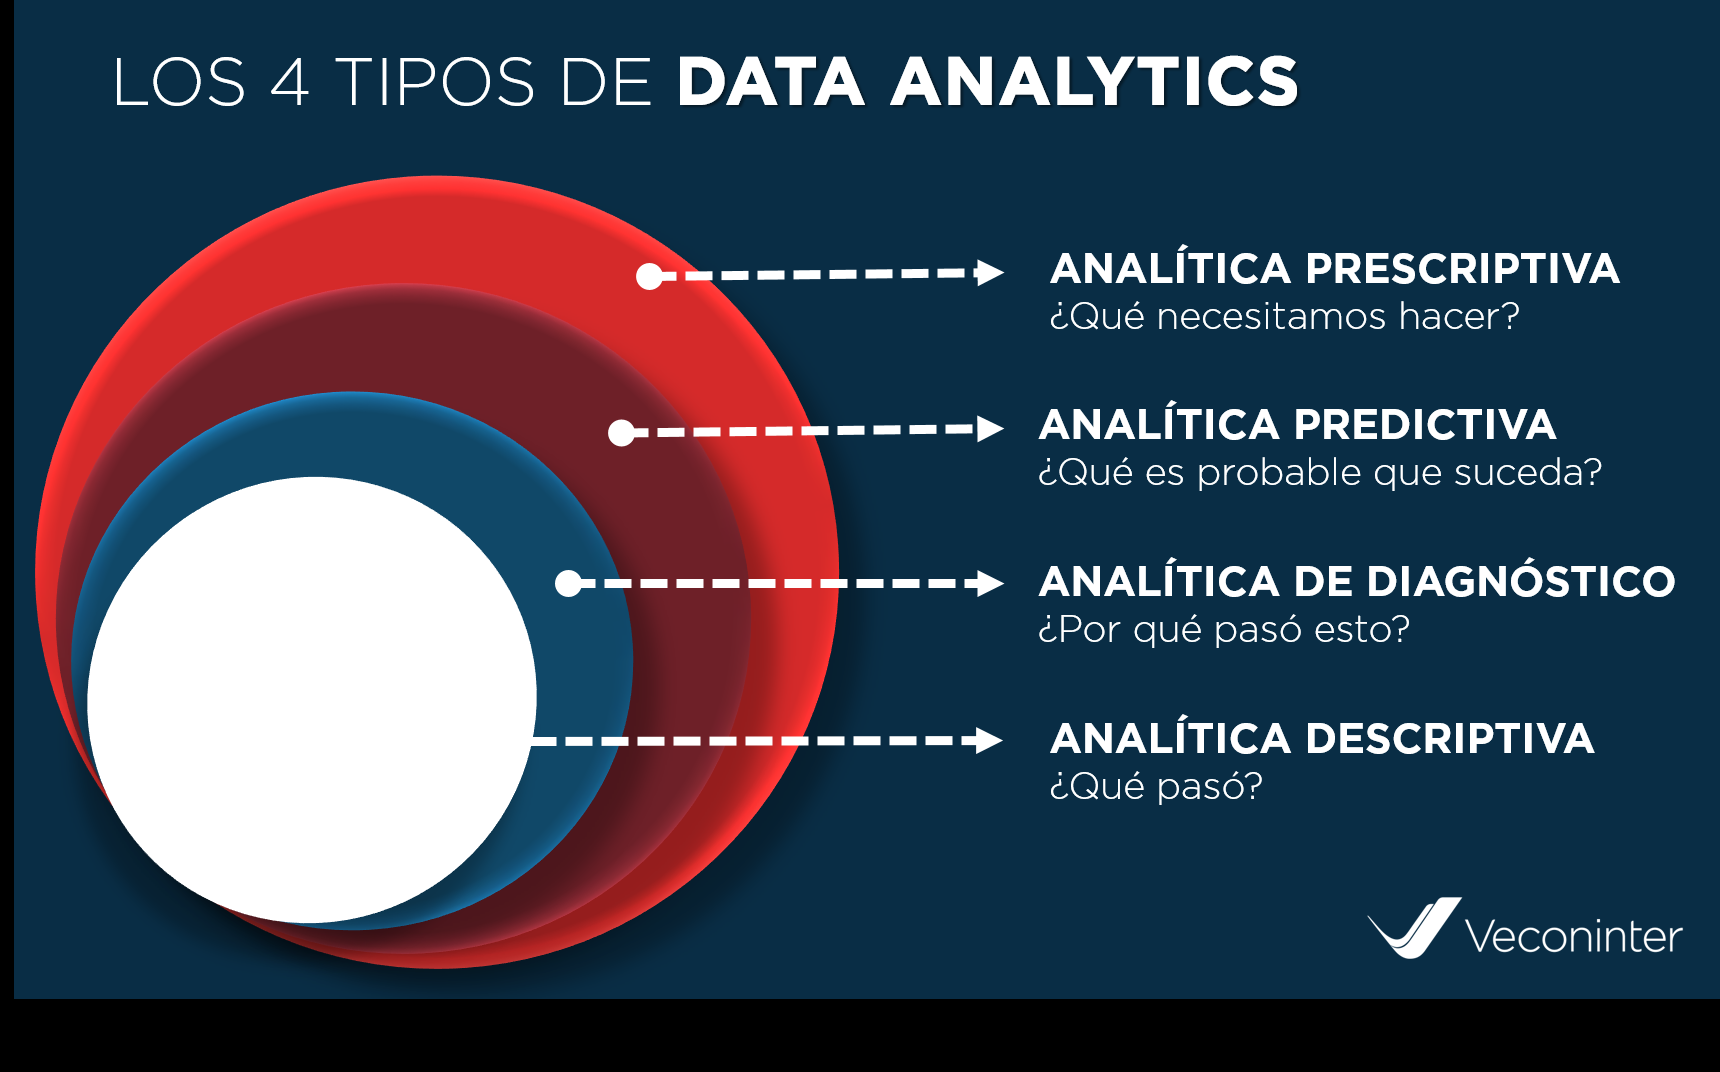 LOS 4 TIPOS DE DATA ANALYTICS
ANALÍTICA PRESCRIPTIVA
¿Qué necesitamos hacer?
ANALÍTICA PREDICTIVA
¿Qué es probable que suceda?
ANALÍTICA DE DIAGNÓSTICO
¿Por qué pasó esto?
ANALÍTICA DESCRIPTIVA
¿Qué pasó?
Veconinter